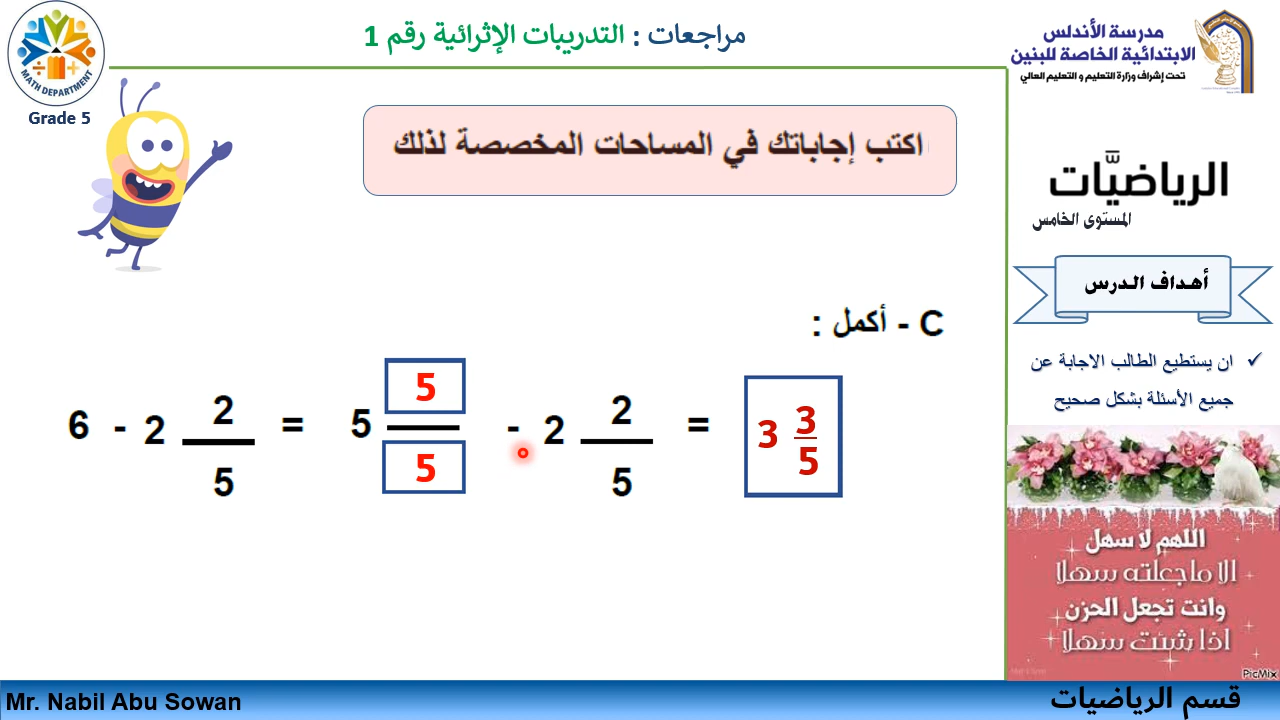 مراجعات : التدريبات الإثرائية رقم 1
مدرسة الأندلس
الابتدائية الخاصة للبنين
تحت إشراف وزارة التعليم و التعليم العالي
MATH DEPARTMENT
Grade 5
اكتب إجاباتك في المساحات المخصصة لذلك
الرياضيَّات
المستوى الخامس
أهداف الدرس
✓ ان يستطيع الطالب الاجابة عن
جميع الأسئلة بشكل صحيح
C - أكمل :
6 - 2 2/5 = 5 5/5 - 2 2/5 = 3 3/5
اللهم لا سهل
الا ما جعلته سهلا
وانت تجعل الحزن
اذا شئت سهلا
PicMix
Mr. Nabil Abu Sowan
قسم الرياضيات